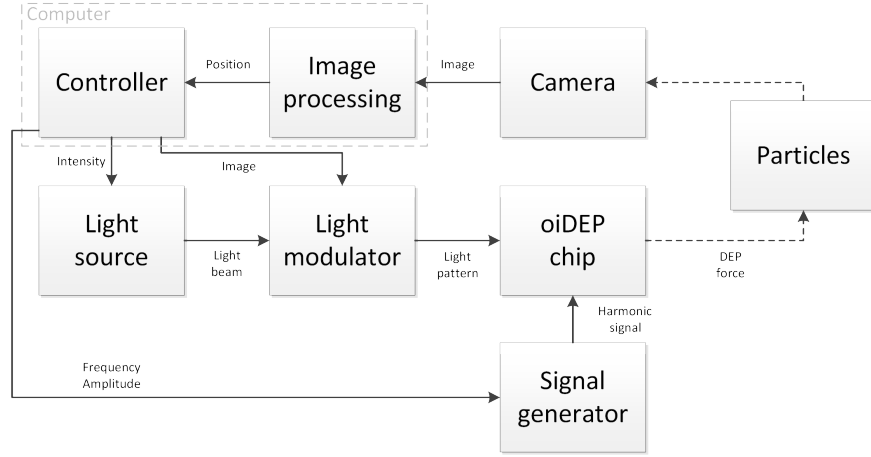 Computer
Controller
Position
Image
processing
Image
Camera
Particles
Intensity
Image
Light
source
Light
beam
Light
modulator
Light
pattern
oiDEP
chip
DEP
force
Harmonic
signal
Frequency
Amplitude
Signal
generator